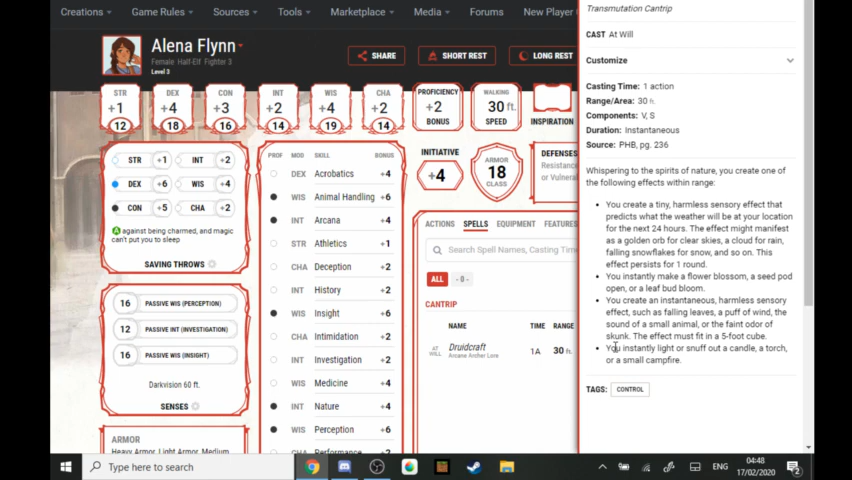 Creations
Game Rules
Sources
Tools
Marketplace
Media
Forums
New Player
Alena Flynn
Female Half-Elf Fighter 3
Level 3
SHARE
SHORT REST
LONG REST
STR
+1
12
DEX
+4
18
CON
+3
16
INT
+2
14
WIS
+4
19
CHA
+2
14
PROFICIENCY
+2
BONUS
WALKING
30 ft.
SPEED
INSPIRATION
STR +1
INT +2
DEX +6
WIS +4
CON +5
CHA +2
A against being charmed, and magic
can't put you to sleep
SAVING THROWS
16 PASSIVE WIS (PERCEPTION)
12 PASSIVE INT (INVESTIGATION)
16 PASSIVE WIS (INSIGHT)
Darkvision 60 ft.
SENSES
ARMOR
Heavy Armor, Light Armor, Medium
PROF MOD SKILL BONUS
DEX Acrobatics +4
WIS Animal Handling +6
INT Arcana +4
STR Athletics +1
CHA Deception +2
INT History +2
WIS Insight +6
CHA Intimidation +2
INT Investigation +2
WIS Medicine +4
INT Nature +4
WIS Perception +6
CHA Performance +2
INITIATIVE
+4
ARMOR
18
CLASS
DEFENSES
Resistance
or Vulnera
ACTIONS
SPELLS
EQUIPMENT
FEATURES
Search Spell Names, Casting Time
ALL
- 0 -
CANTRIP
NAME TIME RANGE
AT WILL Druidcraft 1A 30 ft.
Arcane Archer Lore
Transmutation Cantrip
CAST At Will
Customize
Casting Time: 1 action
Range/Area: 30 ft.
Components: V, S
Duration: Instantaneous
Source: PHB, pg. 236
Whispering to the spirits of nature, you create one of
the following effects within range:
• You create a tiny, harmless sensory effect that
predicts what the weather will be at your location
for the next 24 hours. The effect might manifest
as a golden orb for clear skies, a cloud for rain,
falling snowflakes for snow, and so on. This
effect persists for 1 round.
• You instantly make a flower blossom, a seed pod
open, or a leaf bud bloom.
• You create an instantaneous, harmless sensory
effect, such as falling leaves, a puff of wind, the
sound of a small animal, or the faint odor of
skunk. The effect must fit in a 5-foot cube.
• You instantly light or snuff out a candle, a torch,
or a small campfire.
TAGS: CONTROL
Type here to search
ENG
04:48
17/02/2020
2